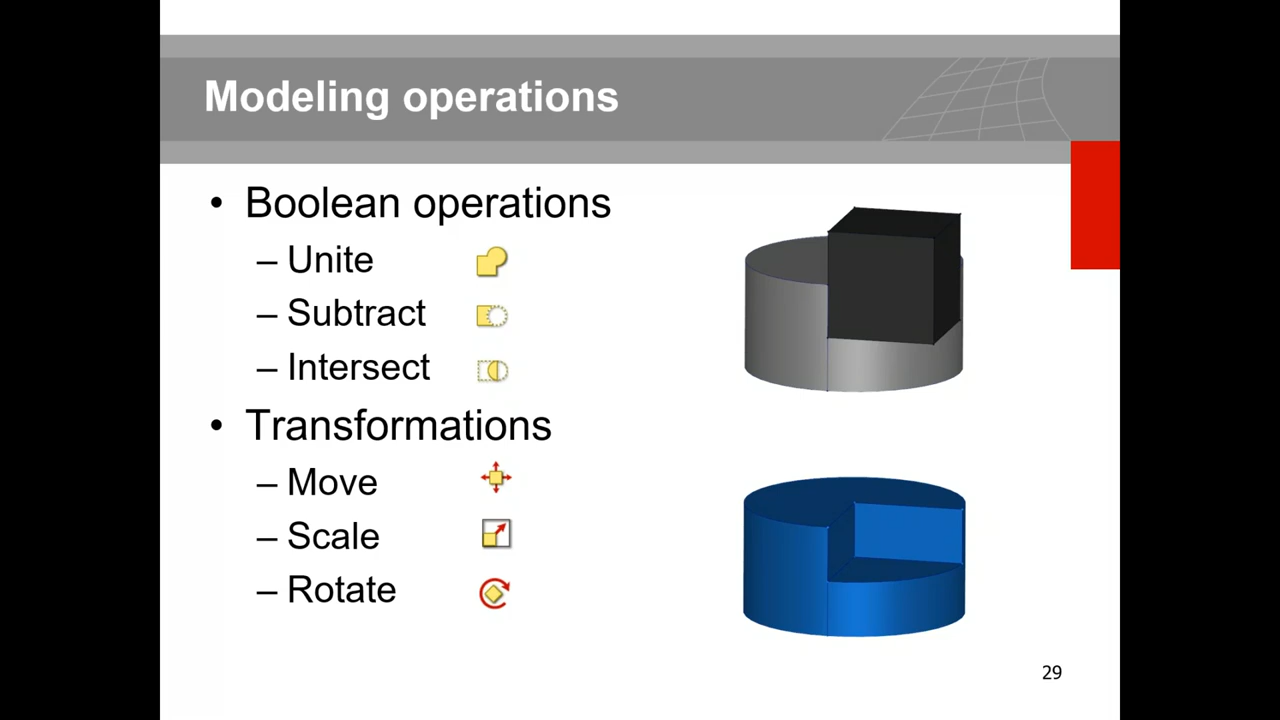 Modeling operations
• Boolean operations
– Unite
– Subtract
– Intersect
• Transformations
– Move
– Scale
– Rotate
29